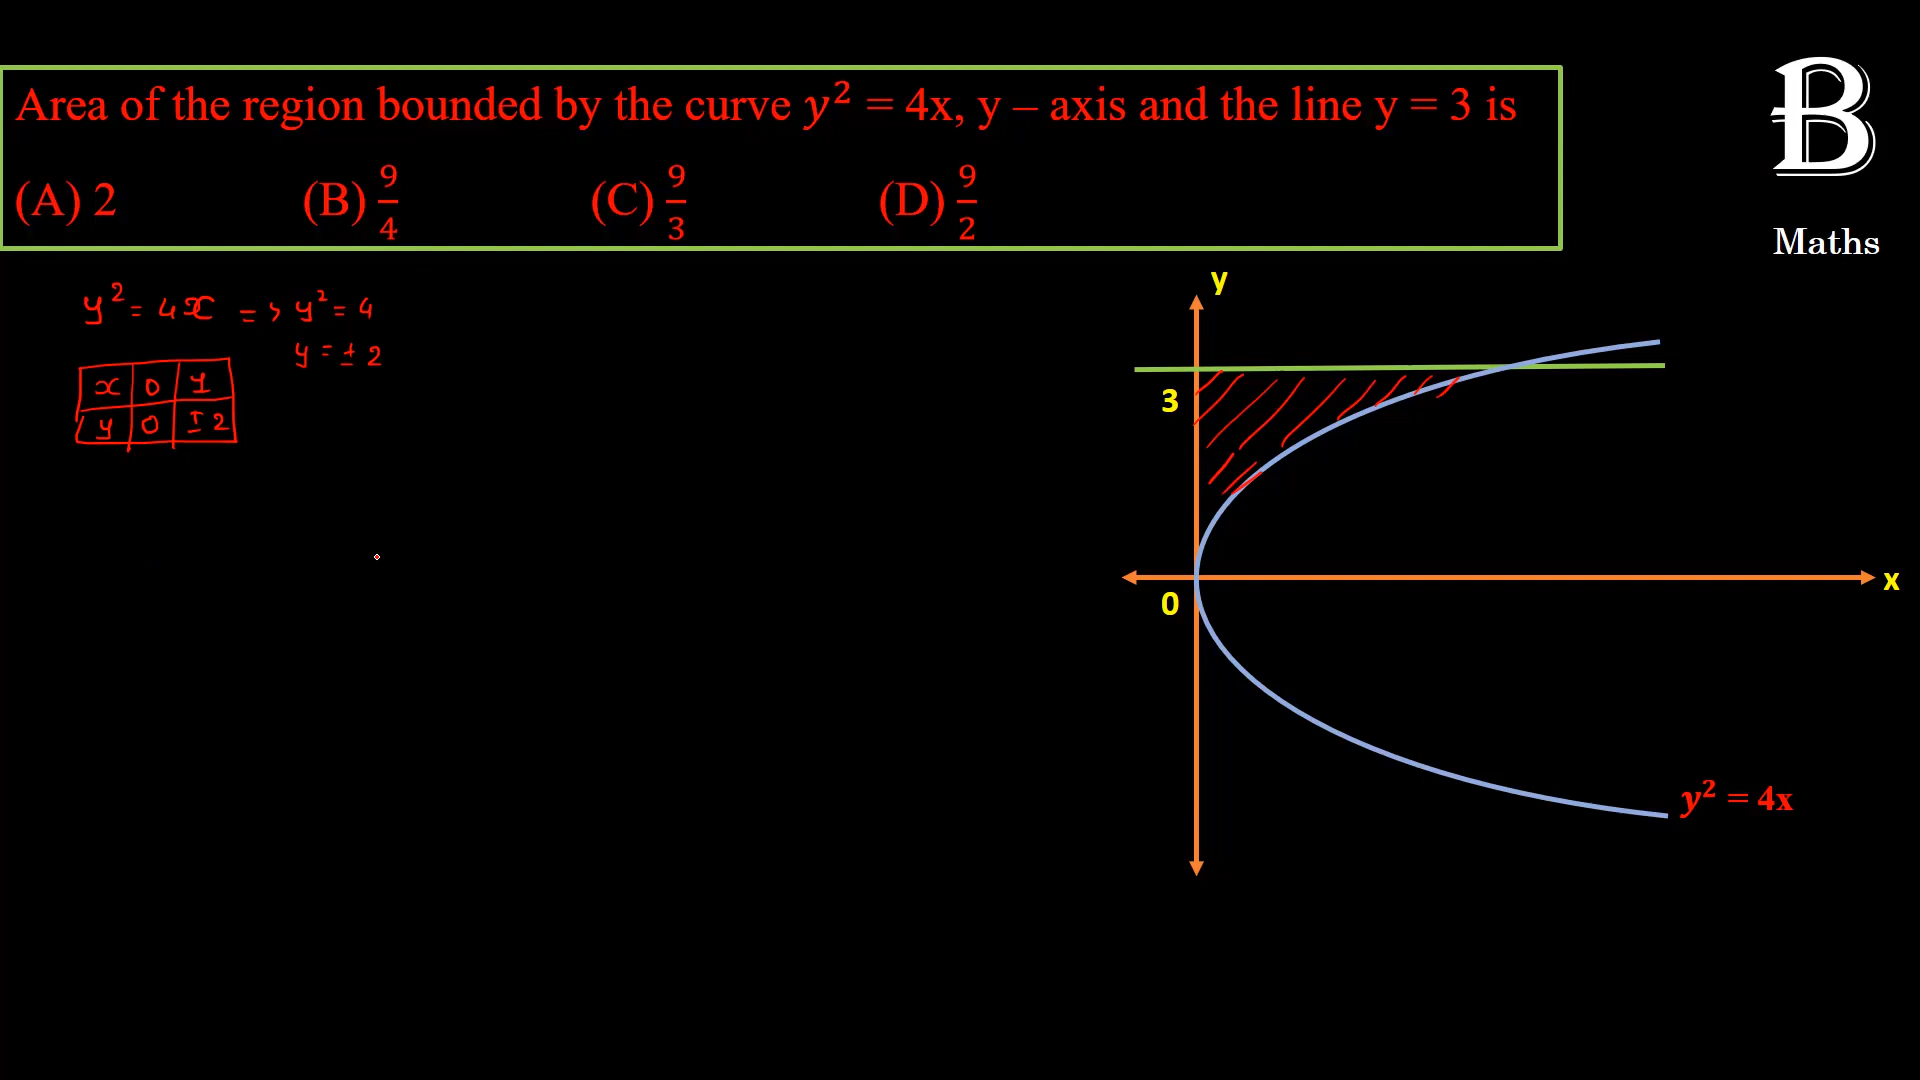 Area of the region bounded by the curve y² = 4x, y – axis and the line y = 3 is
(A) 2 (B) 9/4 (C) 9/3 (D) 9/2
B
Maths
y² = 4x => y² = 4
y = ± 2
x 0 1
y 0 ± 2
y
3
0
x
y² = 4x